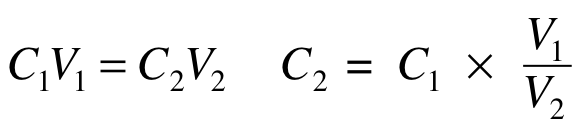 C₁V₁ = C₂V₂    C₂ = C₁ × V₁/V₂